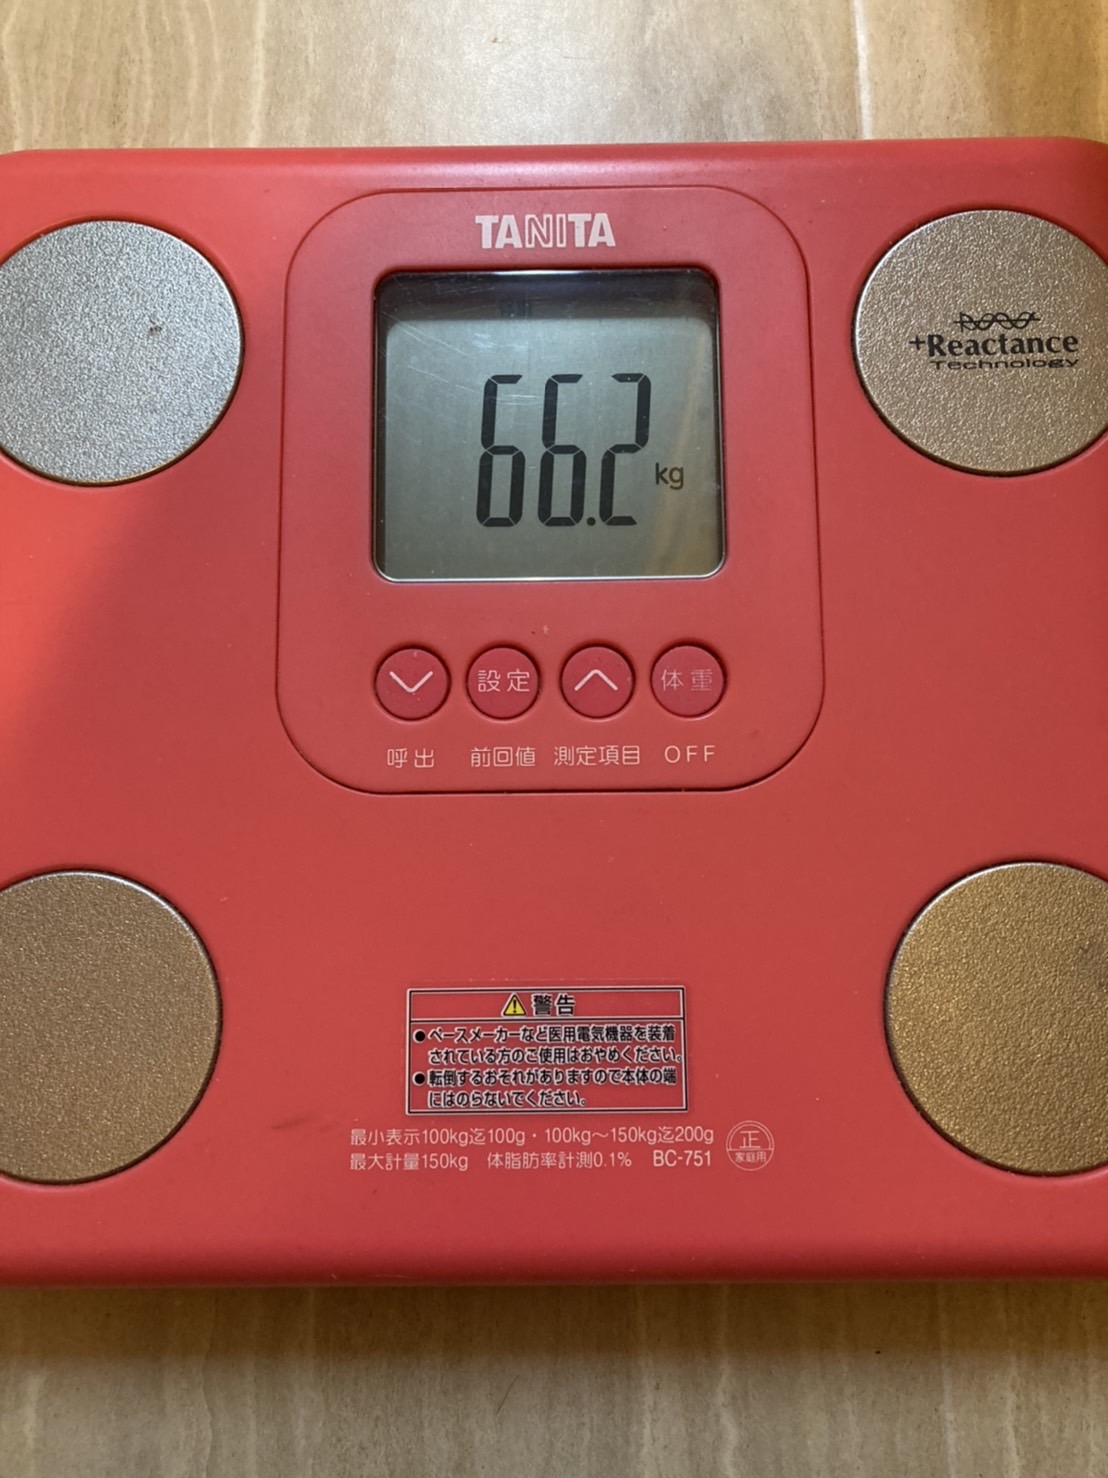 TANITA
+Reactance
Technology
66.2 kg
設定 体重
呼出 前回値 測定項目 OFF
警告
●ペースメーカーなど医用電気機器を装着
されている方のご使用はおやめください。
●転倒するおそれがありますので本体の端
にはのらないでください。
最小表示100kg迄100g・100kg〜150kg迄200g
最大計量150kg 体脂肪率計測0.1% BC-751
正
家庭用